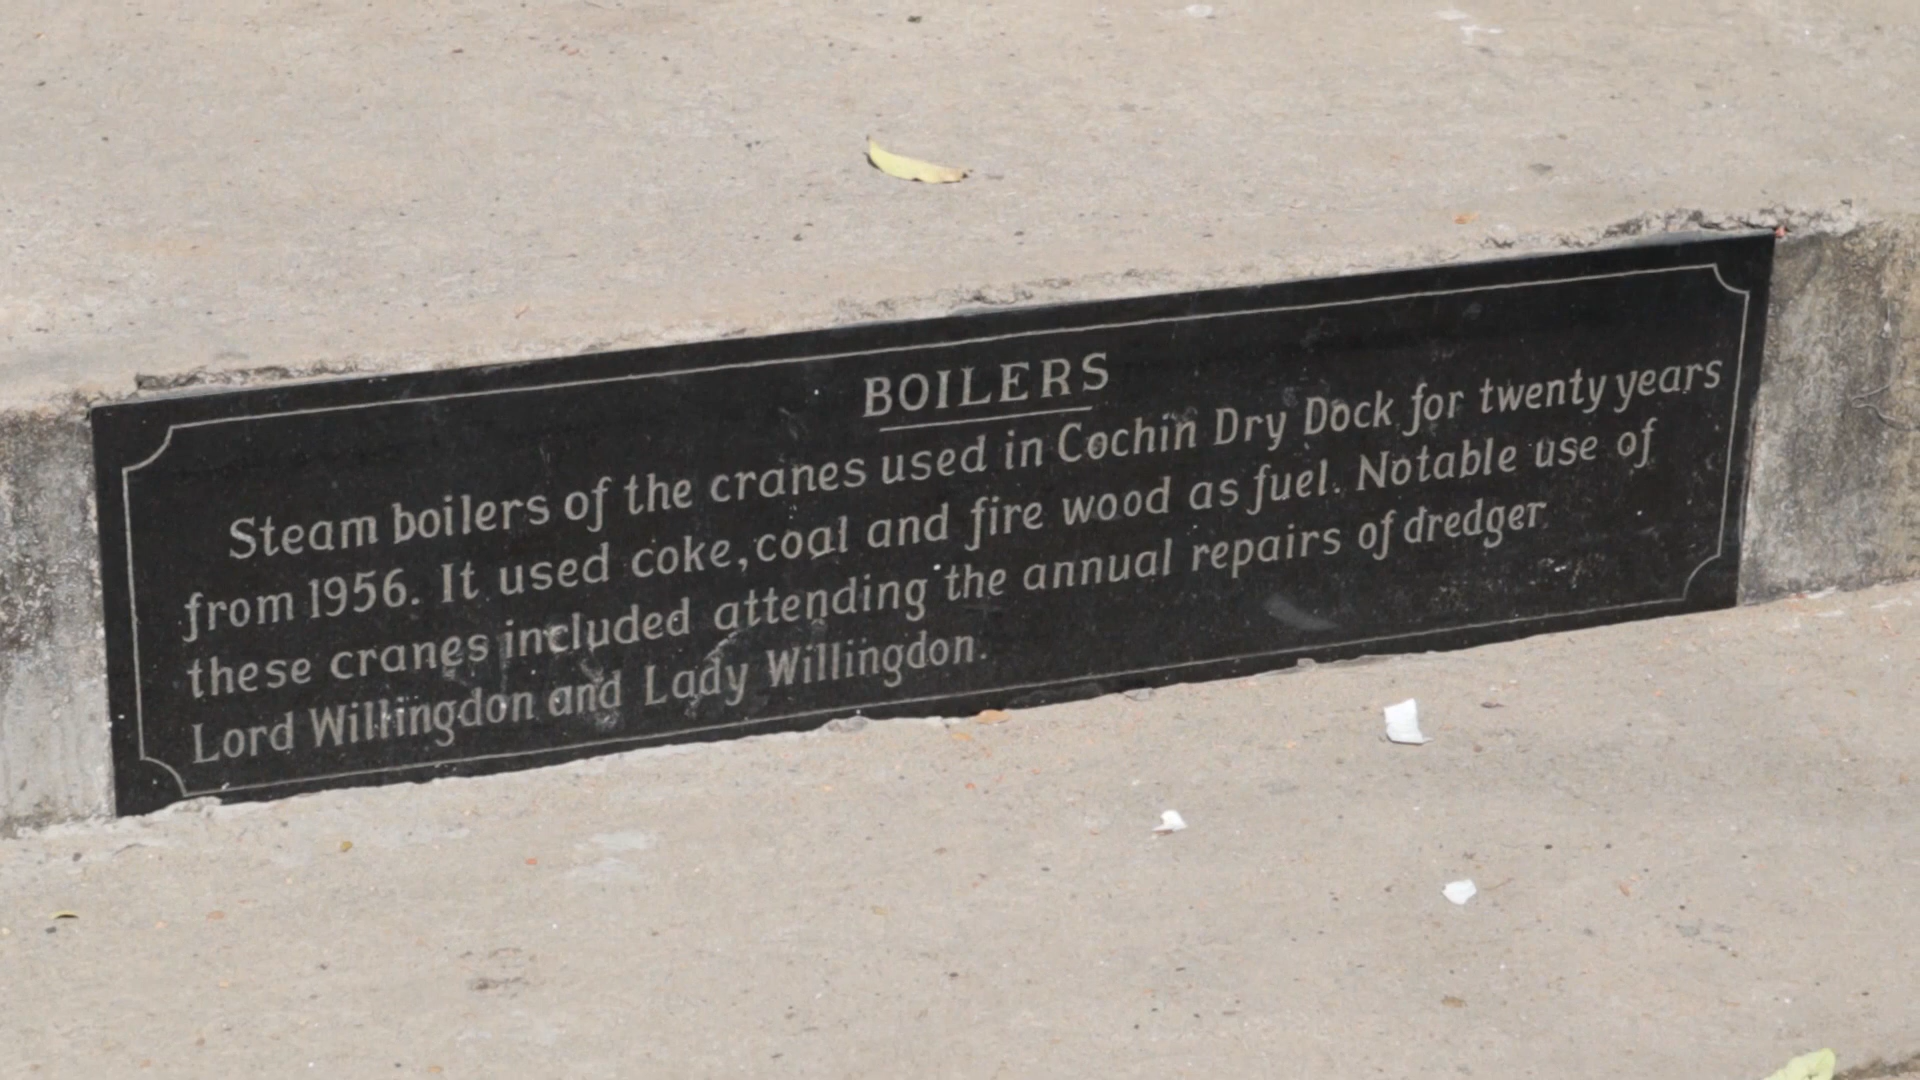 BOILERS
Steam boilers of the cranes used in Cochin Dry Dock for twenty years
from 1956. It used coke,coal and fire wood as fuel. Notable use of
these cranes included attending the annual repairs of dredger
Lord Willingdon and Lady Willingdon.